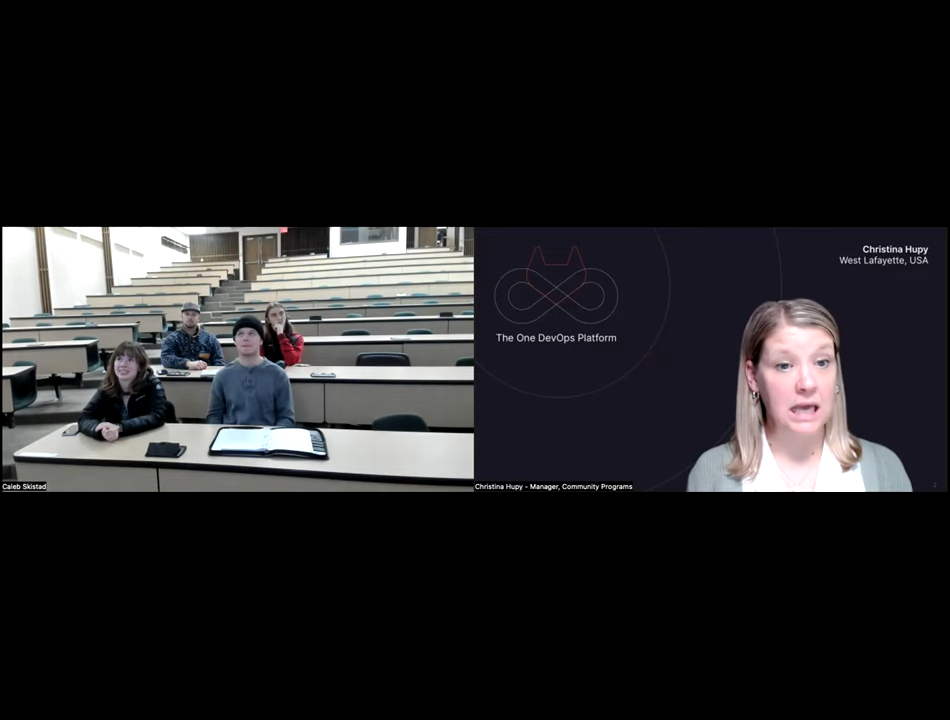 Christina Hupy
West Lafayette, USA
The One DevOps Platform
Caleb Skistad
Christina Hupy - Manager, Community Programs